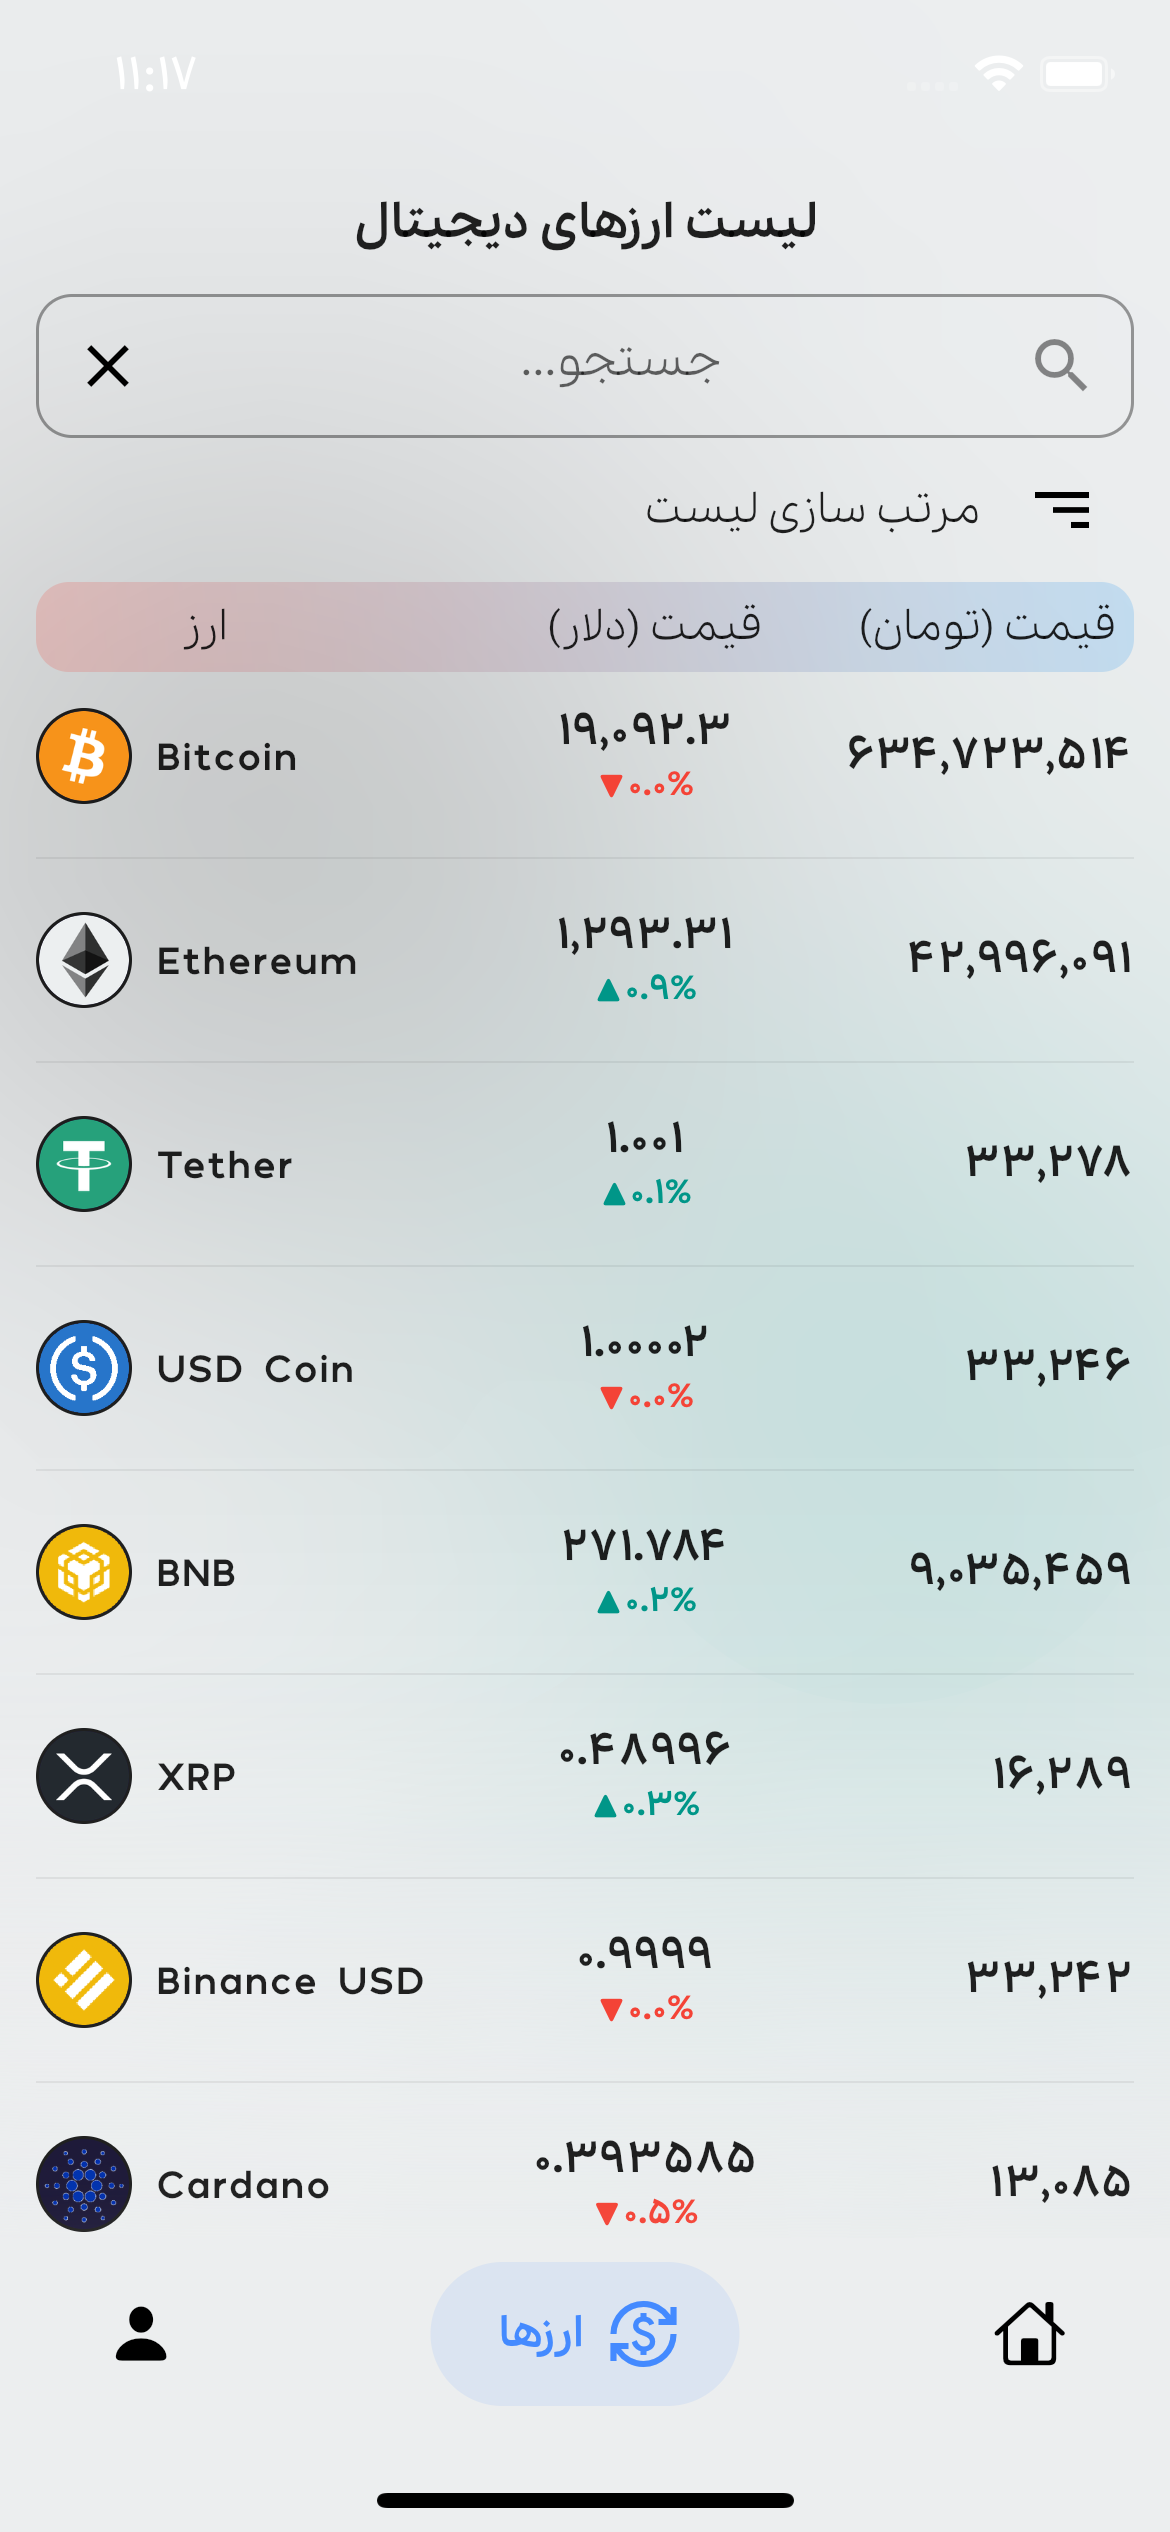 ۱۱:۱۷
لیست ارزهای دیجیتال
جستجو...
مرتب سازی لیست
قیمت (تومان) قیمت (دلار) ارز
Bitcoin ۱۹,۰۹۲.۳ ۶۳۴,۷۲۳,۵۱۴
▼۰.۰%
Ethereum ۱,۲۹۳.۳۱ ۴۲,۹۹۶,۰۹۱
▲۰.۹%
Tether ۱.۰۰۱ ۳۳,۲۷۸
▲۰.۱%
USD Coin ۱.۰۰۰۰۲ ۳۳,۲۴۶
▼۰.۰%
BNB ۲۷۱.۷۸۴ ۹,۰۳۵,۴۵۹
▲۰.۲%
XRP ۰.۴۸۹۹۶ ۱۶,۲۸۹
▲۰.۳%
Binance USD ۰.۹۹۹۹ ۳۳,۲۴۲
▼۰.۰%
Cardano ۰.۳۹۳۵۸۵ ۱۳,۰۸۵
▼۰.۵%
ارزها